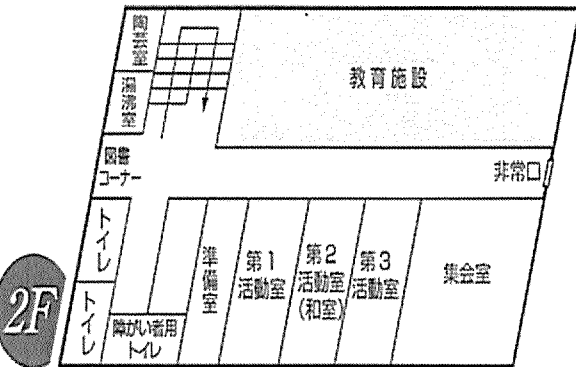 陶芸室
湯沸室
教育施設
図書
コーナー
非常口
トイレ
トイレ
障がい者用
トイレ
準備室
第1
活動室
第2
活動室
(和室)
第3
活動室
集会室
2F